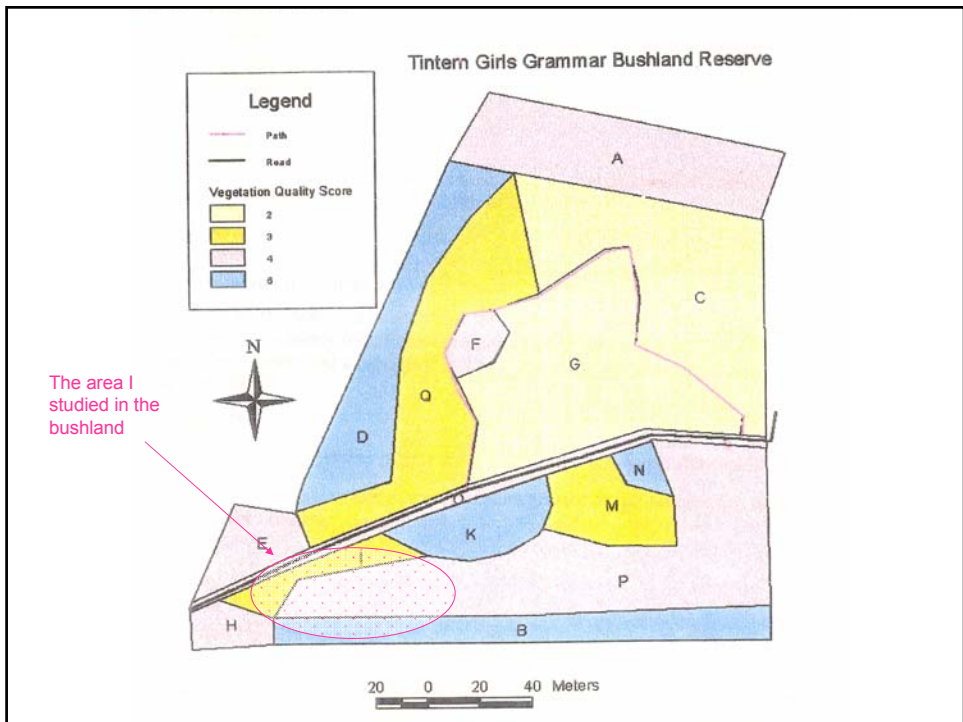 Tintern Girls Grammar Bushland Reserve
Legend
Path
Road
Vegetation Quality Score
2
3
4
6
N
The area I
studied in the
bushland
A
C
F
G
Q
D
O
N
M
K
E
I
P
H
B
20 0 20 40 Meters